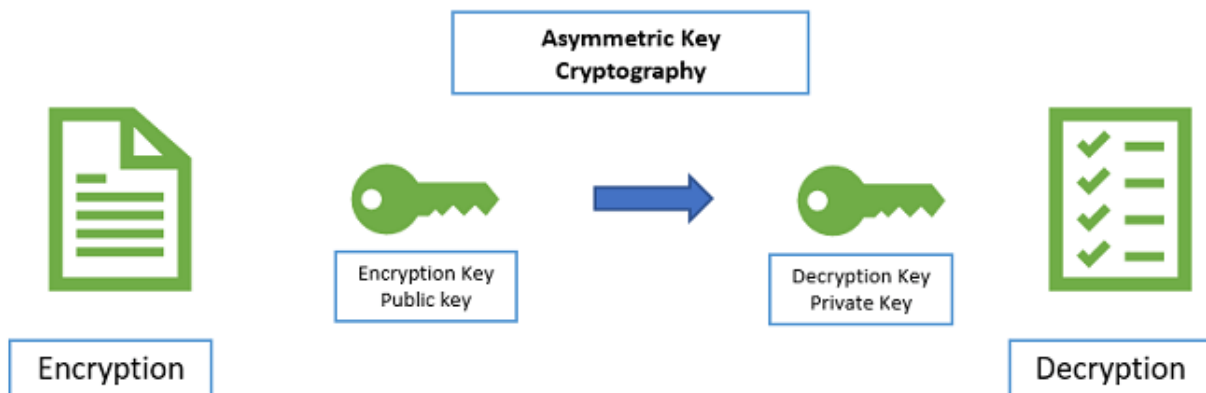 Asymmetric Key
Cryptography
Encryption Key
Public key
Decryption Key
Private Key
Encryption
Decryption